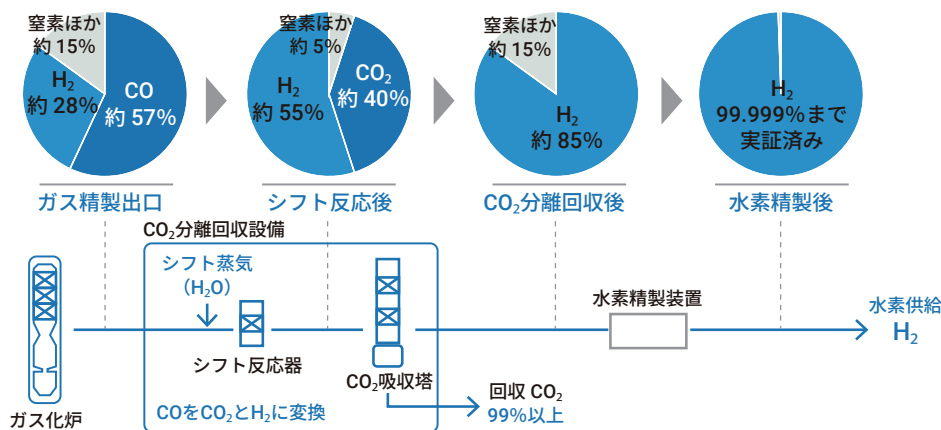 窒素ほか
約 15%
H₂
約 28%
CO
約 57%
窒素ほか
約 5%
H₂
約 55%
CO₂
約 40%
窒素ほか
約 15%
H₂
約 85%
H₂
99.999%まで
実証済み
ガス精製出口
シフト反応後
CO₂分離回収後
水素精製後
CO₂分離回収設備
シフト蒸気
（H₂O）
シフト反応器
COをCO₂とH₂に変換
CO₂吸収塔
ガス化炉
回収 CO₂
99%以上
水素精製装置
水素供給
H₂